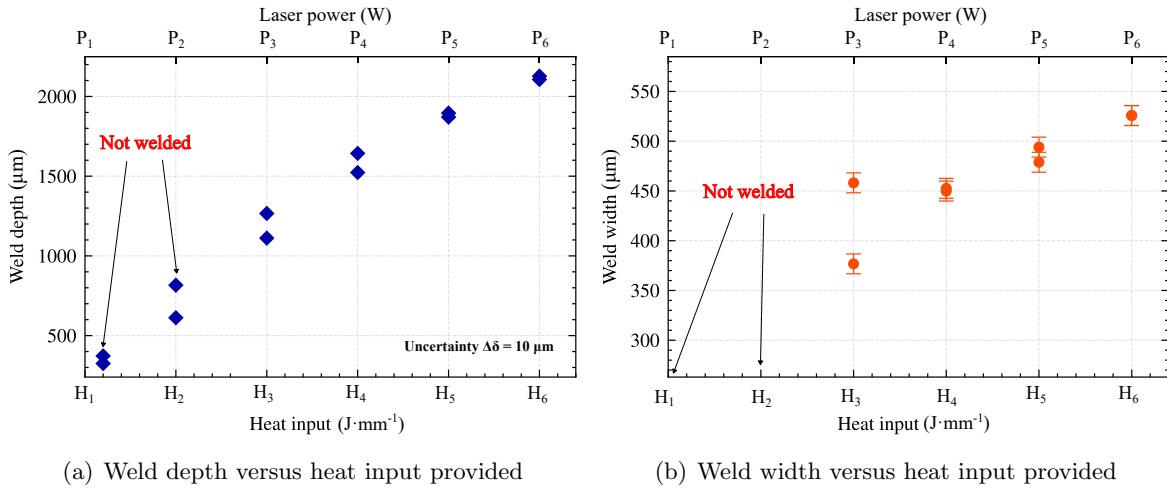 Laser power (W)
P₁ P₂ P₃ P₄ P₅ P₆
2000
1500
1000
500
Weld depth (μm)
Not welded
Uncertainty Δδ = 10 μm
H₁ H₂ H₃ H₄ H₅ H₆
Heat input (J·mm⁻¹)
(a) Weld depth versus heat input provided
Laser power (W)
P₁ P₂ P₃ P₄ P₅ P₆
550
500
450
400
350
300
Weld width (μm)
Not welded
H₁ H₂ H₃ H₄ H₅ H₆
Heat input (J·mm⁻¹)
(b) Weld width versus heat input provided